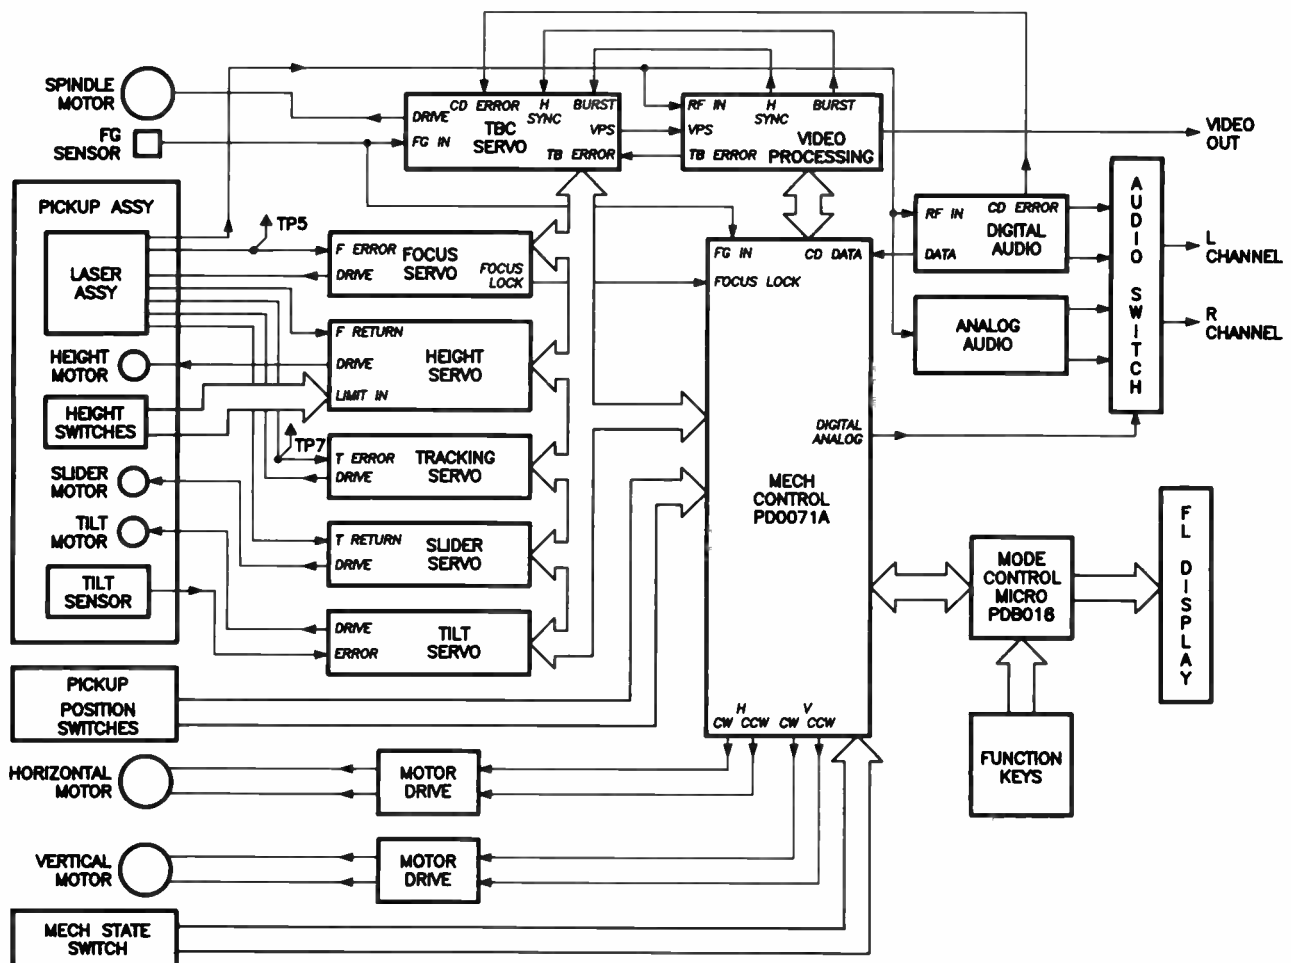 SPINDLE
MOTOR
FG
SENSOR
DRIVE
CD ERROR
H
SYNC
BURST
TBC
SERVO
FG IN
VPS
TB ERROR
RF IN
H
SYNC
BURST
VPS
VIDEO
PROCESSING
TB ERROR
VIDEO
OUT
PICKUP ASSY
TP5
LASER
ASSY
F ERROR
FOCUS
SERVO
DRIVE
FOCUS
LOCK
FG IN
CD DATA
FOCUS LOCK
RF IN
CD ERROR
DIGITAL
AUDIO
DATA
ANALOG
AUDIO
AUDIO SWITCH
L
CHANNEL
R
CHANNEL
F RETURN
HEIGHT
SERVO
DRIVE
LIMIT IN
HEIGHT
MOTOR
HEIGHT
SWITCHES
TP7
T ERROR
TRACKING
SERVO
DRIVE
SLIDER
MOTOR
TILT
MOTOR
T RETURN
SLIDER
SERVO
DRIVE
TILT
SENSOR
DRIVE
TILT
SERVO
ERROR
DIGITAL
ANALOG
MECH
CONTROL
PD0071A
MODE
CONTROL
MICRO
PDB016
FL DISPLAY
FUNCTION
KEYS
PICKUP
POSITION
SWITCHES
H
V
CW CCW CW CCW
HORIZONTAL
MOTOR
MOTOR
DRIVE
VERTICAL
MOTOR
MOTOR
DRIVE
MECH STATE
SWITCH